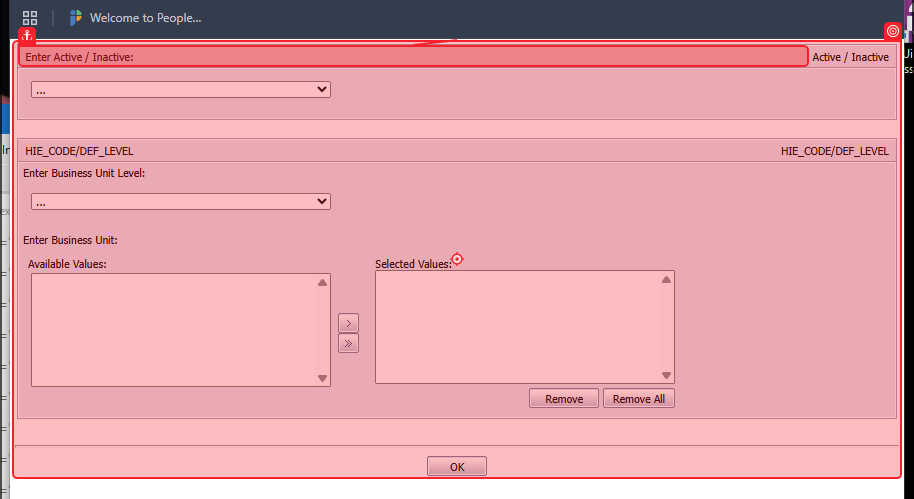 Welcome to People...
Enter Active / Inactive:
Active / Inactive
...
HIE_CODE/DEF_LEVEL
HIE_CODE/DEF_LEVEL
Enter Business Unit Level:
...
Enter Business Unit:
Available Values:
Selected Values:
>
>>
Remove
Remove All
OK